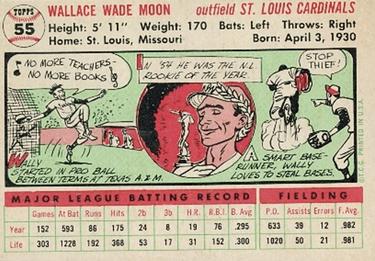 TOPPS
55
WALLACE WADE MOON outfield ST. LOUIS CARDINALS
Height: 5' 11" Weight: 170 Bats: Left Throws: Right
Home: St. Louis, Missouri Born: April 3, 1930
NO MORE TEACHERS-
NO MORE BOOKS
WALLY
STARTED IN PRO BALL
BETWEEN TERMS AT TEXAS A. & M.
IN '54 HE WAS THE N.L.
ROOKIE OF THE YEAR.
STOP
THIEF!
A SMART BASE-
RUNNER, WALLY
LOVES TO STEAL BASES.
T.C.G. PRINTED IN U.S.A.
MAJOR LEAGUE BATTING RECORD FIELDING
Games At Bat Runs Hits 2b 3b H.R. R.B.I. B. Avg P.O. Assists Errors F. Avg.
Year 152 593 86 175 24 8 19 76 .295 633 39 12 .982
Life 303 1228 192 368 53 17 31 152 .300 1020 50 21 .981